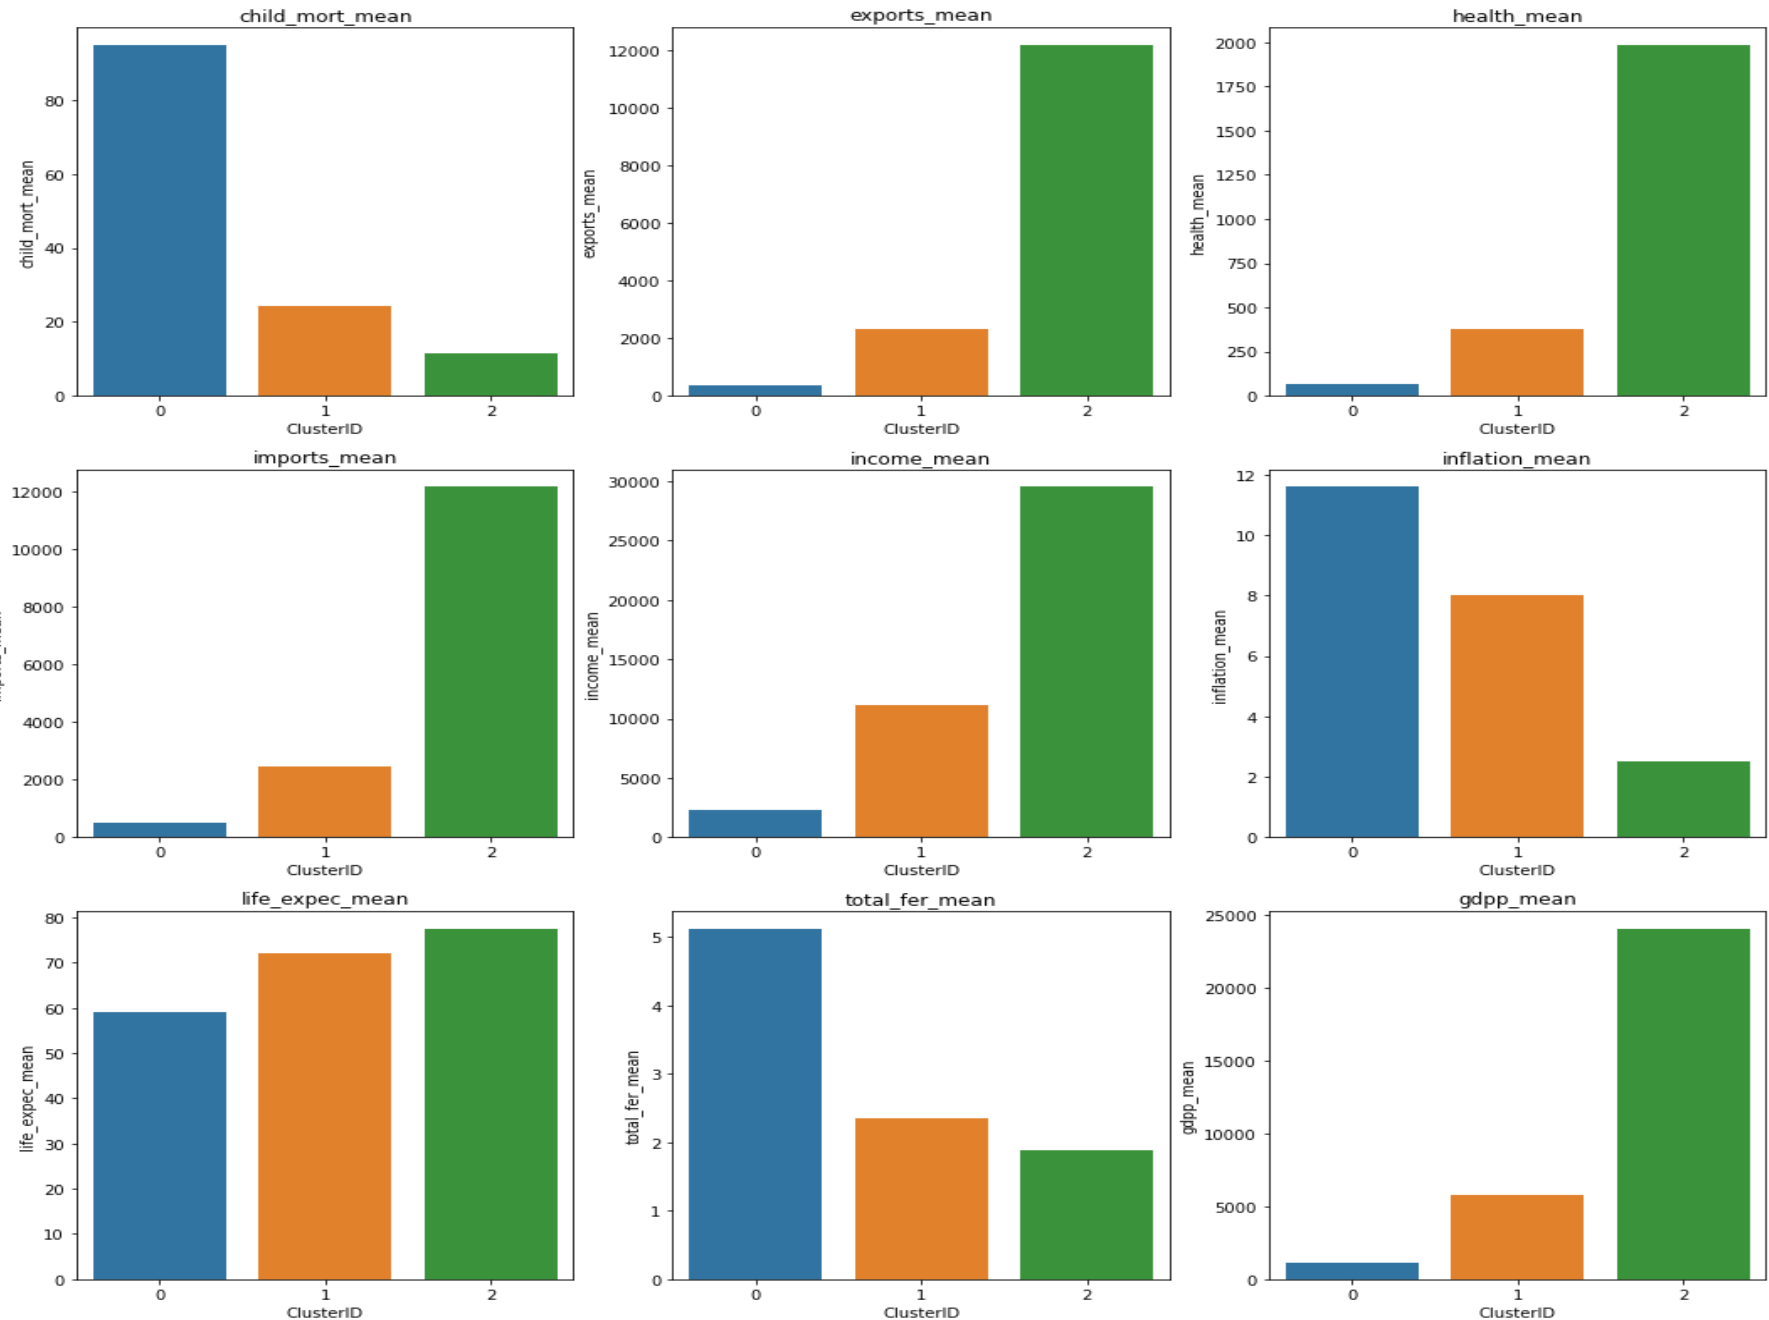 child_mort_mean
80
60
40
20
0
child_mort_mean
0 1 2
ClusterID
exports_mean
12000
10000
8000
6000
4000
2000
0
exports_mean
0 1 2
ClusterID
health_mean
2000
1750
1500
1250
1000
750
500
250
0
health_mean
0 1 2
ClusterID
imports_mean
12000
10000
8000
6000
4000
2000
0
0 1 2
ClusterID
income_mean
30000
25000
20000
15000
10000
5000
0
income_mean
0 1 2
ClusterID
inflation_mean
12
10
8
6
4
2
0
inflation_mean
0 1 2
ClusterID
life_expec_mean
80
70
60
50
40
30
20
10
0
life_expec_mean
0 1 2
ClusterID
total_fer_mean
5
4
3
2
1
0
total_fer_mean
0 1 2
ClusterID
gdpp_mean
25000
20000
15000
10000
5000
0
gdpp_mean
0 1 2
ClusterID